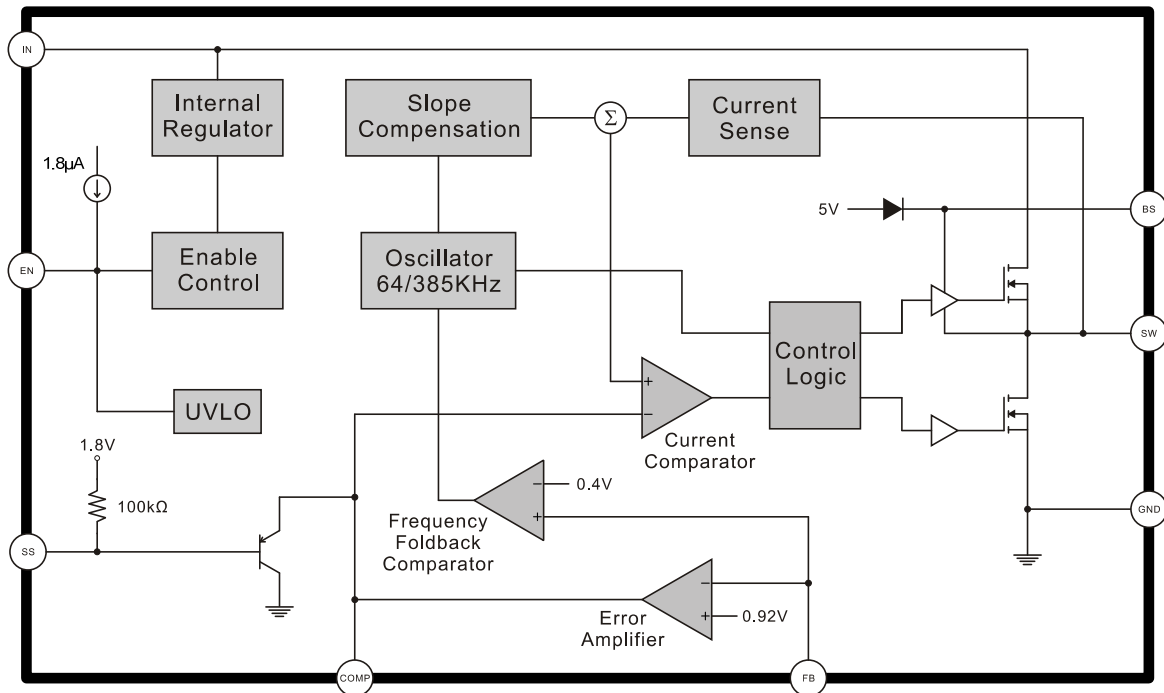 IN
Internal
Regulator
Slope
Compensation
Σ
Current
Sense
1.8µA
5V
BS
EN
Enable
Control
Oscillator
64/385KHz
SW
Control
Logic
+
−
UVLO
Current
Comparator
1.8V
100kΩ
−
0.4V
+
GND
Frequency
Foldback
Comparator
SS
−
+
0.92V
Error
Amplifier
COMP
FB